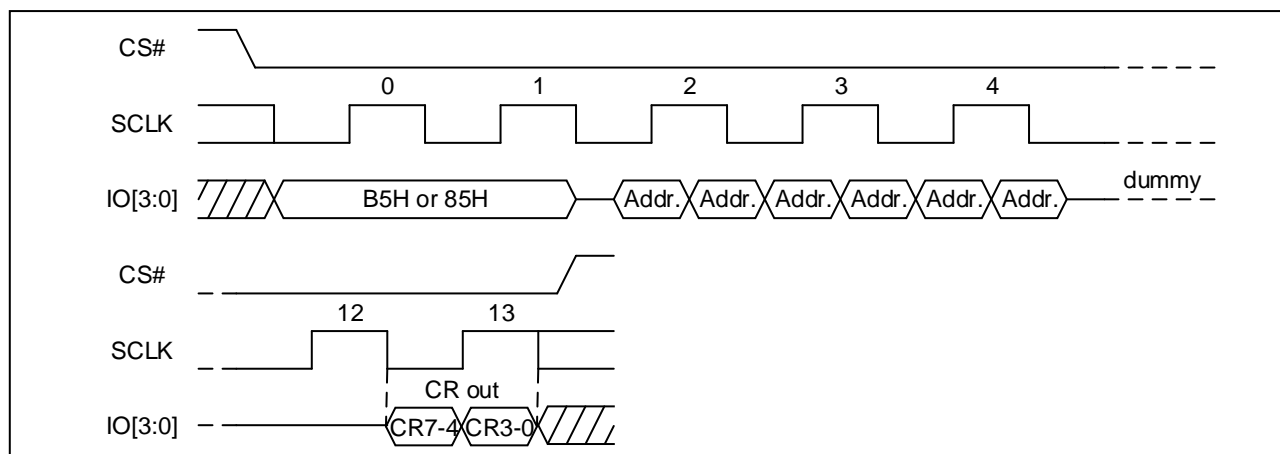 CS#
0 1 2 3 4
SCLK
IO[3:0] B5H or 85H Addr. Addr. Addr. Addr. Addr. Addr. dummy
CS#
12 13
SCLK
CR out
IO[3:0] CR7-4 CR3-0